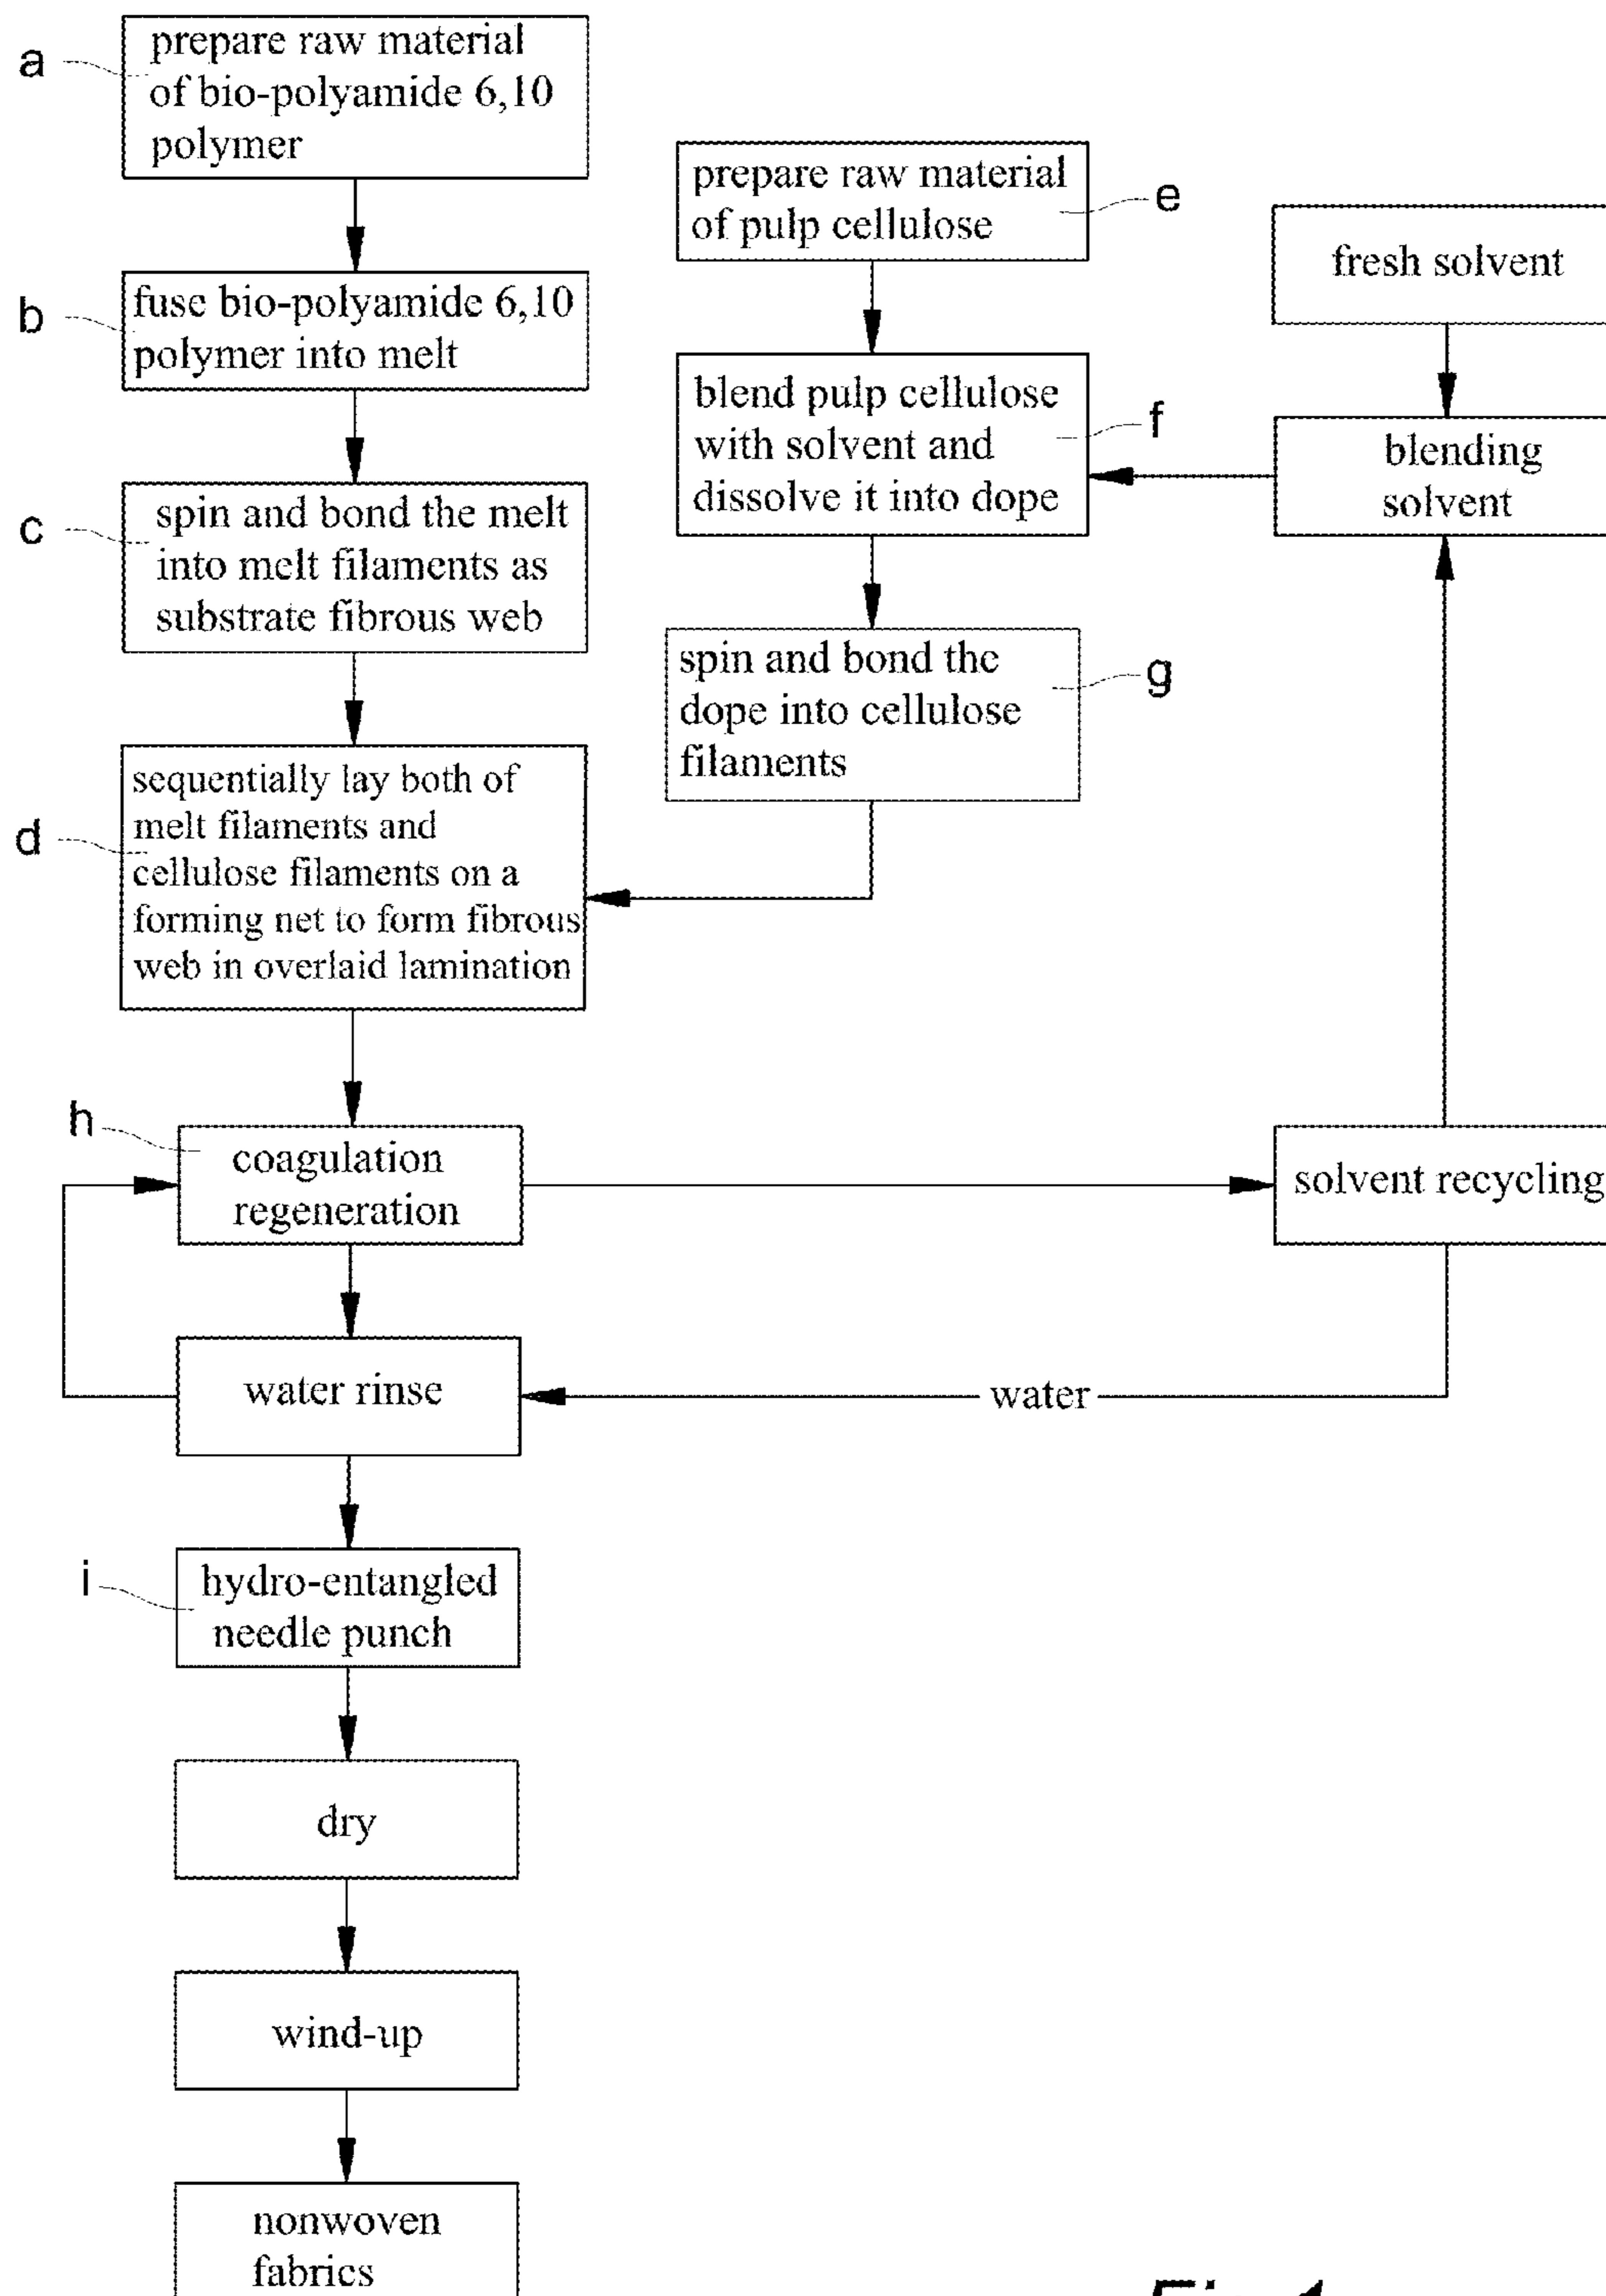 a
prepare raw material
of bio-polyamide 6,10
polymer
b
fuse bio-polyamide 6,10
polymer into melt
c
spin and bond the melt
into melt filaments as
substrate fibrous web
d
sequentially lay both of
melt filaments and
cellulose filaments on a
forming net to form fibrous
web in overlaid lamination
prepare raw material
of pulp cellulose
e
blend pulp cellulose
with solvent and
dissolve it into dope
f
spin and bond the
dope into cellulose
filaments
g
fresh solvent
blending
solvent
h
coagulation
regeneration
solvent recycling
water rinse
water
i
hydro-entangled
needle punch
dry
wind-up
nonwoven
fabrics